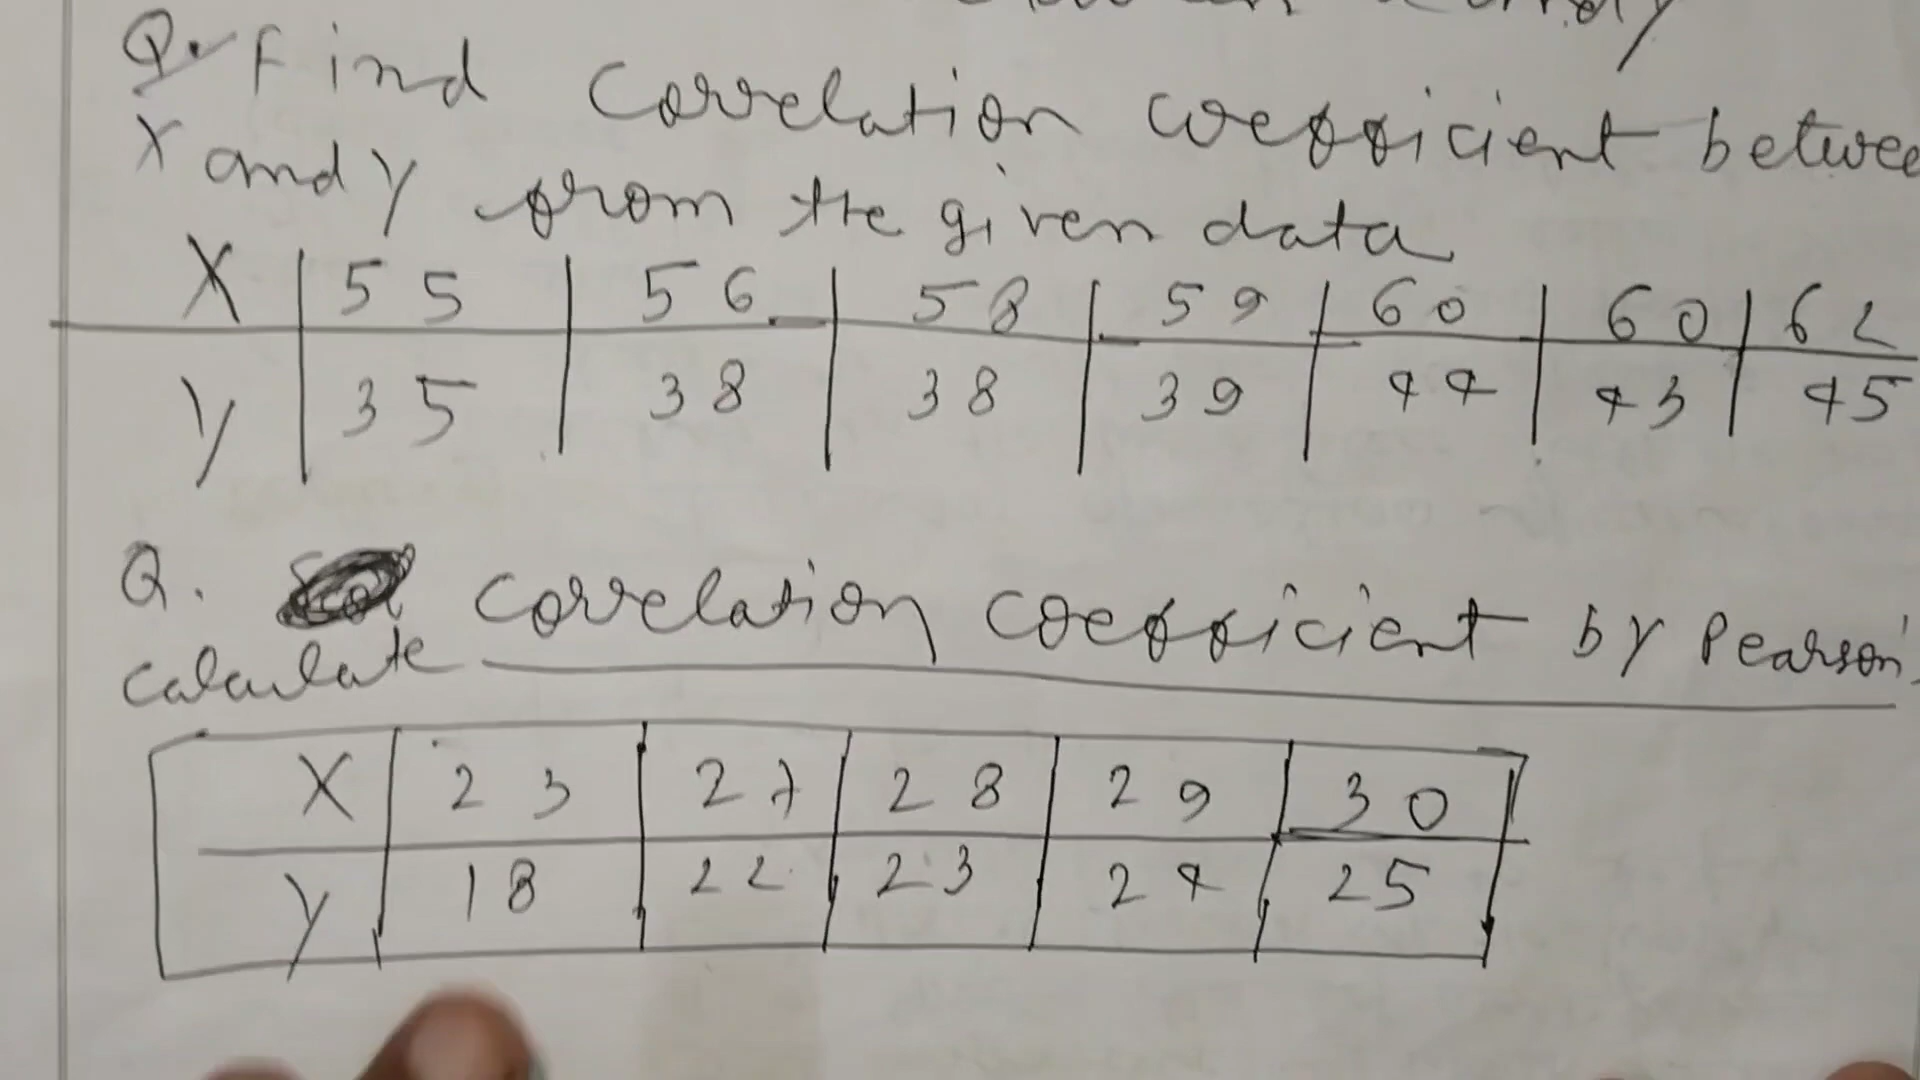 Q. Find Correlation coefficient betwee
X and Y from the given data
X | 55 | 56 | 58 | 59 | 60 | 60 | 62
Y | 35 | 38 | 38 | 39 | 44 | 43 | 45
Q. Correlation coefficient by Pearson's
calculate
X | 23 | 27 | 28 | 29 | 30
Y | 18 | 22 | 23 | 24 | 25